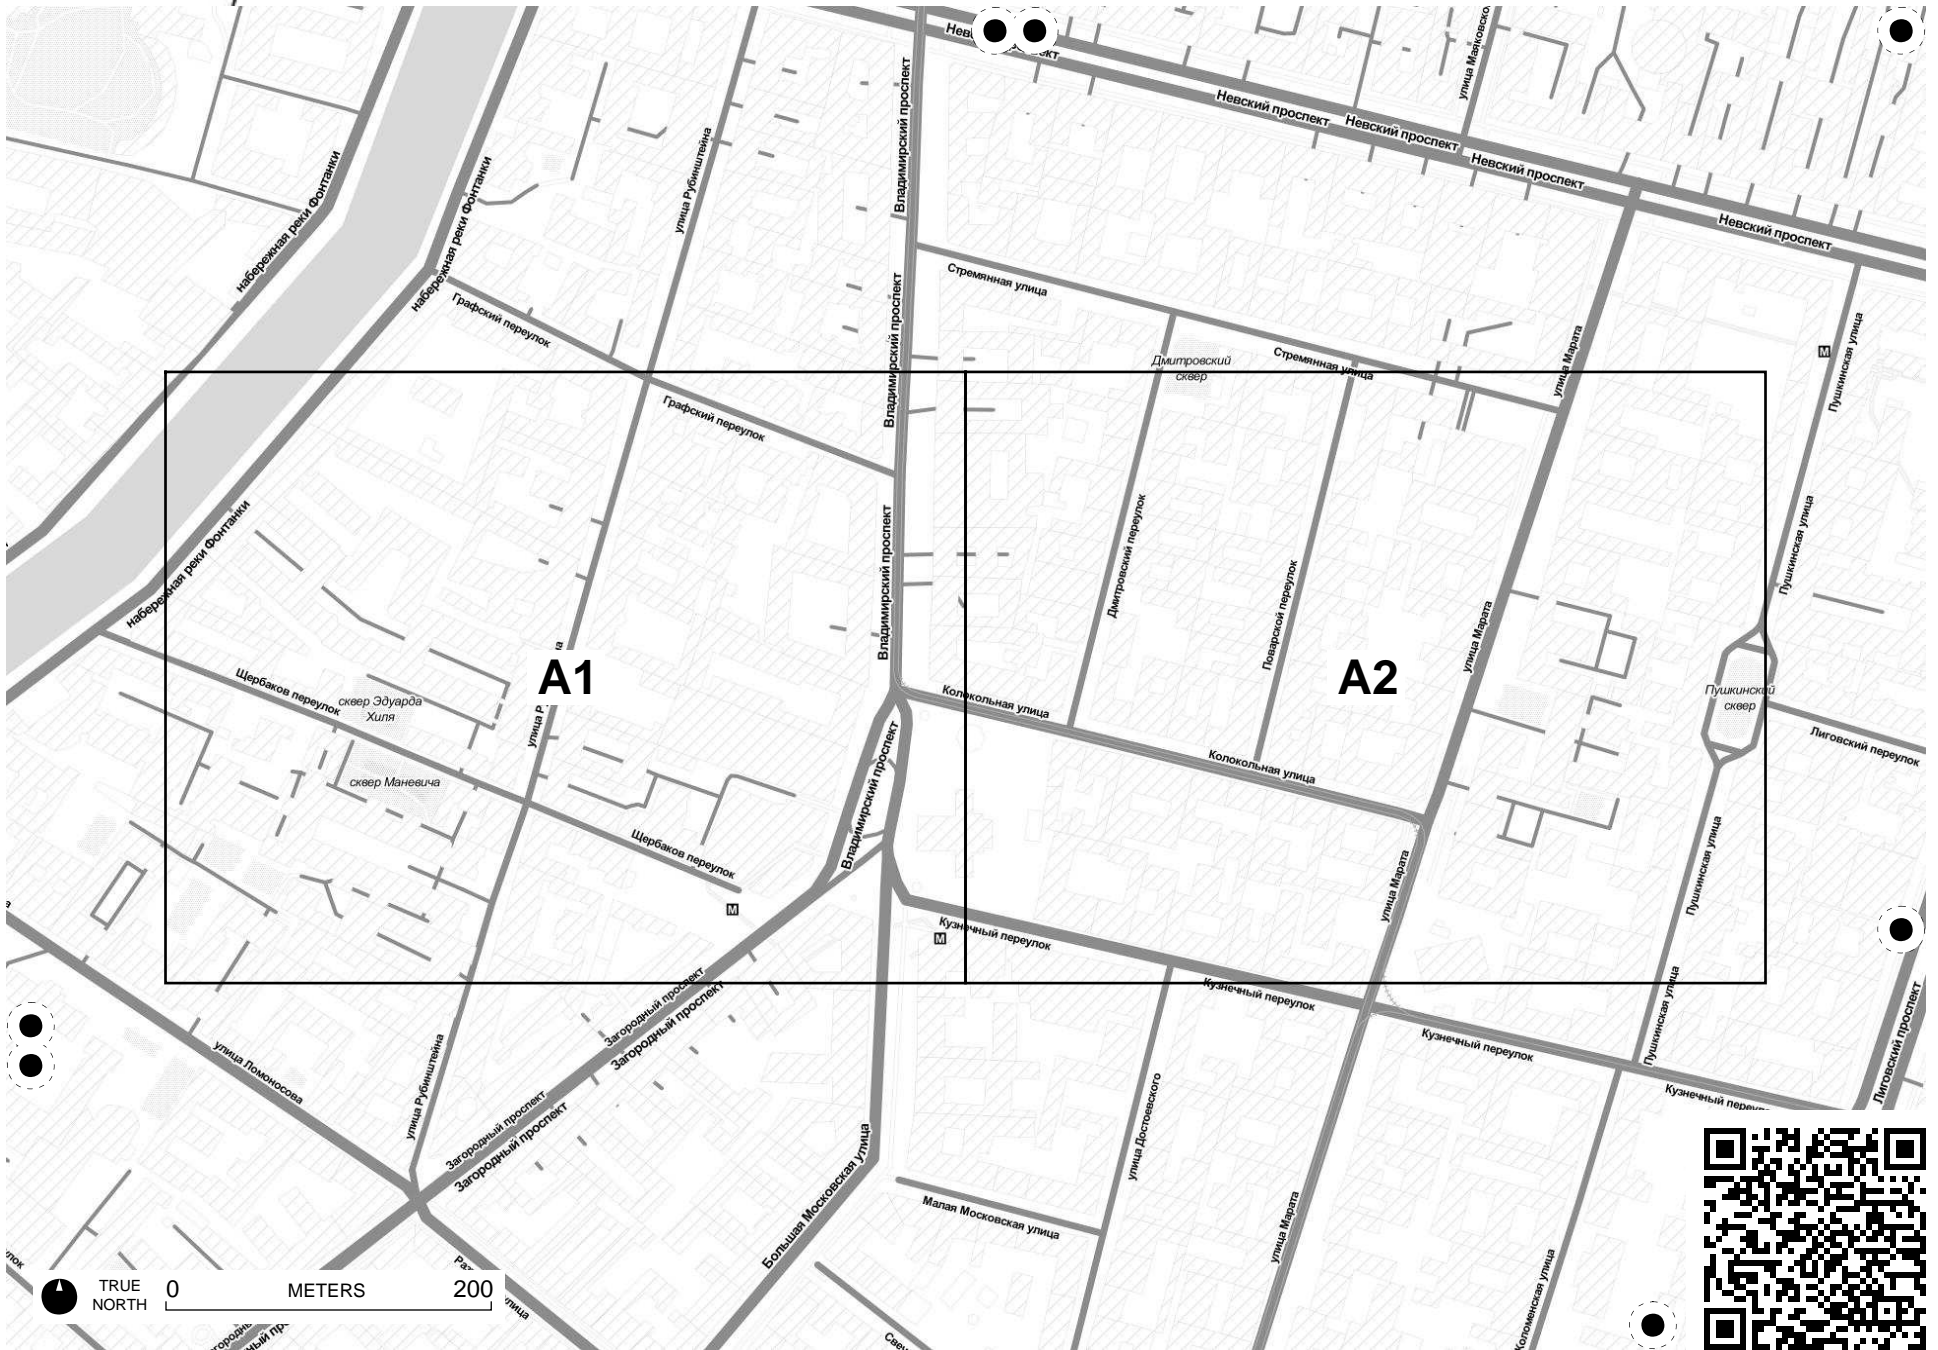 Невский проспект
Невский проспект
Невский проспект
Невский проспект
Невский проспект
улица Маяковско
Владимирский проспект
Владимирский проспект
Владимирский проспект
улица Рубинштейна
набережная реки Фонтанки
набережная реки Фонтанки
Графский переулок
Стремянная улица
Стремянная улица
Дмитровский
сквер
улица Марата
Пушкинская улица
M
Графский переулок
набережная реки Фонтанки
Дмитровский переулок
Поварской переулок
улица Марата
Пушкинская улица
A1
A2
Щербаков переулок
сквер Эдуарда
Хиля
сквер Маневича
Колокольная улица
Колокольная улица
Пушкинский
сквер
Лиговский переулок
Владимирский проспект
Щербаков переулок
M
M
Кузнечный переулок
улица Марата
Пушкинская улица
Кузнечный переулок
Кузнечный переулок
Пушкинская улица
Лиговский проспект
Загородный проспект
Загородный проспект
улица Ломоносова
улица Рубинштейна
Загородный проспект
Загородный проспект
улица Достоевского
Большая Московская улица
Малая Московская улица
улица Марата
Коломенская улица
TRUE
NORTH
0 METERS 200